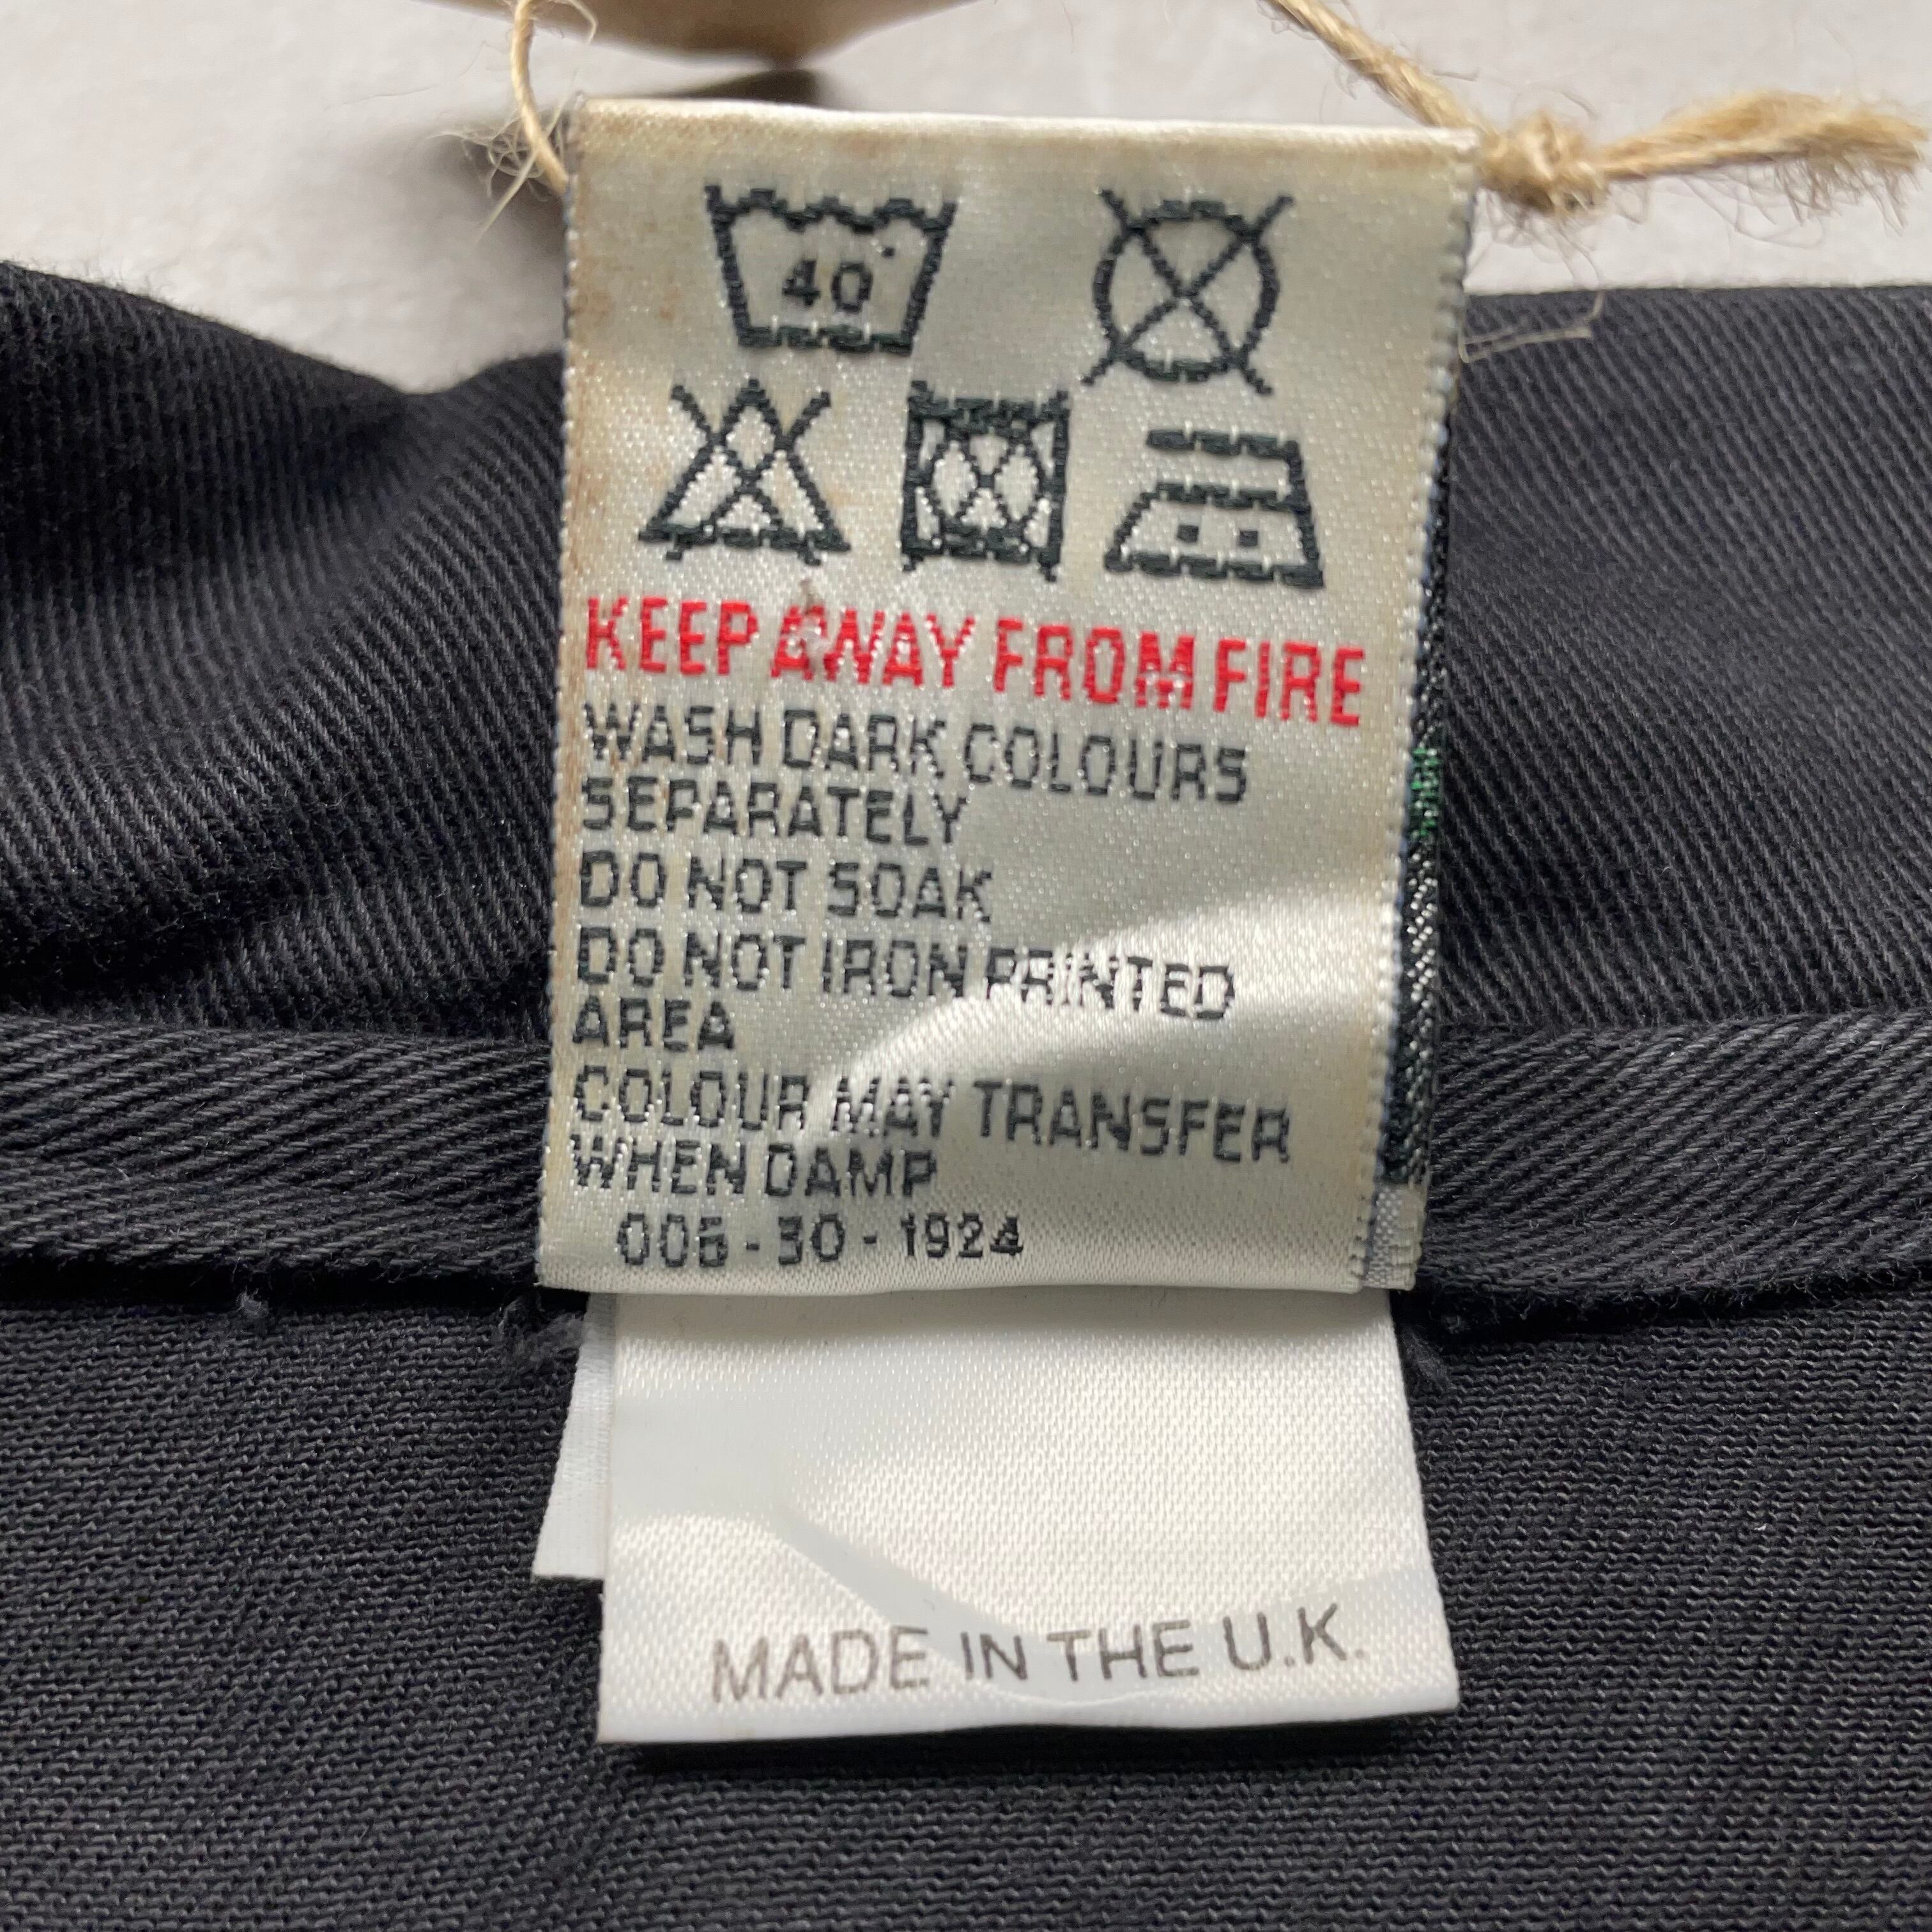 40°
KEEP AWAY FROM FIRE
WASH DARK COLOURS
SEPARATELY
DO NOT SOAK
DO NOT IRON PRINTED
AREA
COLOUR MAY TRANSFER
WHEN DAMP
005 - 30 - 1924
MADE IN THE U.K.